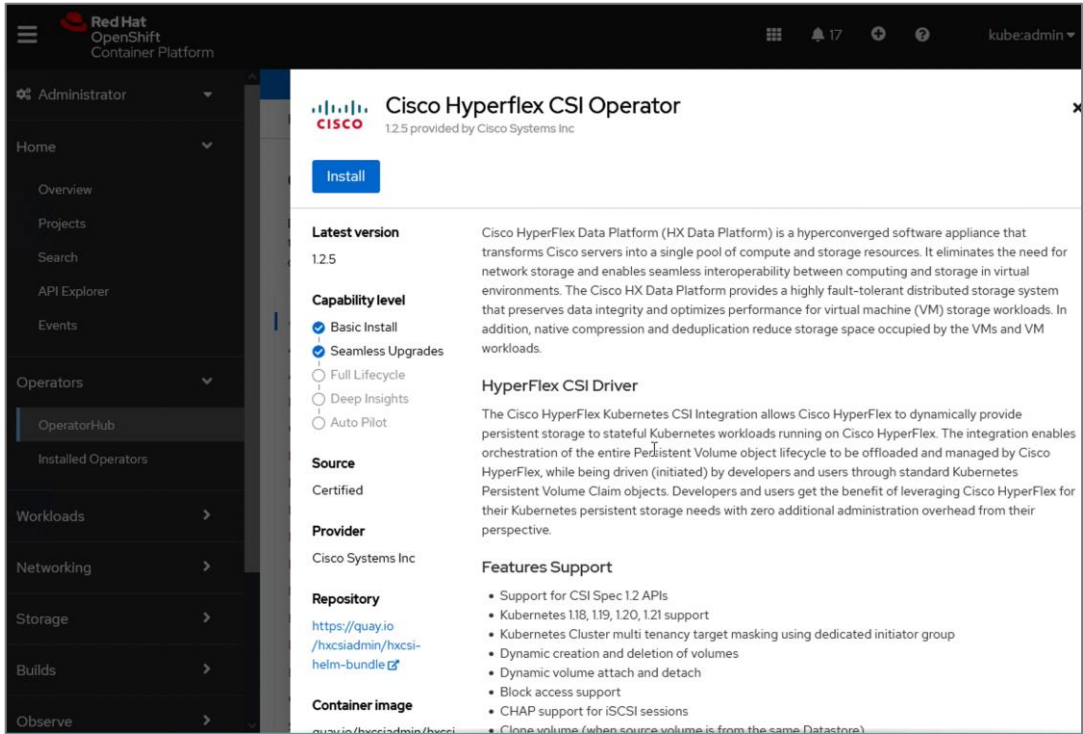 Red Hat
OpenShift
Container Platform
17
kube:admin
Administrator
Home
Overview
Projects
Search
API Explorer
Events
Operators
OperatorHub
Installed Operators
Workloads
Networking
Storage
Builds
Observe
CISCO
Cisco Hyperflex CSI Operator
1.2.5 provided by Cisco Systems Inc
Install
Latest version
1.2.5
Capability level
Basic Install
Seamless Upgrades
Full Lifecycle
Deep Insights
Auto Pilot
Source
Certified
Provider
Cisco Systems Inc
Repository
https://quay.io
/hxcsiadmin/hxcsi-
helm-bundle
Container image
quay.io/hxcsiadmin/hxcsi
Cisco HyperFlex Data Platform (HX Data Platform) is a hyperconverged software appliance that
transforms Cisco servers into a single pool of compute and storage resources. It eliminates the need for
network storage and enables seamless interoperability between computing and storage in virtual
environments. The Cisco HX Data Platform provides a highly fault-tolerant distributed storage system
that preserves data integrity and optimizes performance for virtual machine (VM) storage workloads. In
addition, native compression and deduplication reduce storage space occupied by the VMs and VM
workloads.
HyperFlex CSI Driver
The Cisco HyperFlex Kubernetes CSI Integration allows Cisco HyperFlex to dynamically provide
persistent storage to stateful Kubernetes workloads running on Cisco HyperFlex. The integration enables
orchestration of the entire Persistent Volume object lifecycle to be offloaded and managed by Cisco
HyperFlex, while being driven (initiated) by developers and users through standard Kubernetes
Persistent Volume Claim objects. Developers and users get the benefit of leveraging Cisco HyperFlex for
their Kubernetes persistent storage needs with zero additional administration overhead from their
perspective.
Features Support
• Support for CSI Spec 1.2 APIs
• Kubernetes 1.18, 1.19, 1.20, 1.21 support
• Kubernetes Cluster multi tenancy target masking using dedicated initiator group
• Dynamic creation and deletion of volumes
• Dynamic volume attach and detach
• Block access support
• CHAP support for iSCSI sessions
• Clone volume (when source volume is from the same Datastore)